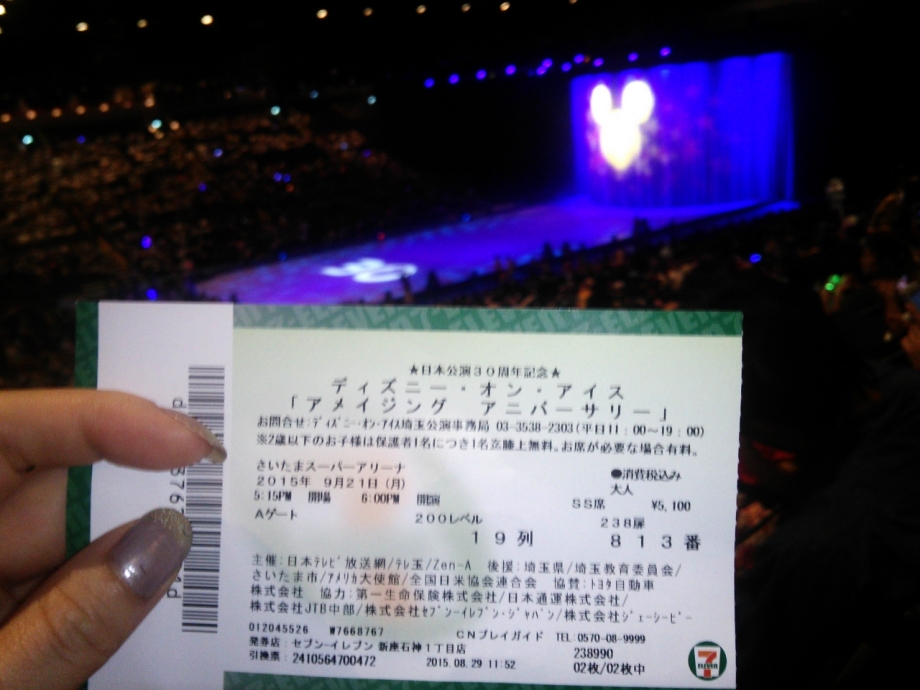 ★日本公演30周年記念★
ディズニー・オン・アイス
「アメイジング アニバーサリー」
お問合せ:ディズニー・オン・アイス埼玉公演事務局 03-3538-2303(平日11:00~19:00)
※2歳以下のお子様は保護者1名につき1名迄膝上無料。お席が必要な場合有料。
さいたまスーパーアリーナ ●消費税込み
2015年 9月21日(月) 大人
5:15PM 開場 6:00PM 開演 SS席 ¥5,100
Aゲート 200レベル 238扉
19列 813番
主催:日本テレビ放送網/テレ玉/Zen-A 後援:埼玉県/埼玉教育委員会/
さいたま市/アメリカ大使館/全国日米協会連合会 協賛:トヨタ自動車
株式会社 協力:第一生命保険株式会社/日本通運株式会社/
株式会社JTB中部/株式会社セブン-イレブン・ジャパン/株式会社ジェーシービー
012045526 W7668767 CNプレイガイド TEL:0570-08-9999
発券店:セブン-イレブン 新座石神1丁目店 238990
引換票:2410564700472 2015.08.29 11:52 02枚/02枚中
7 ELEVEN